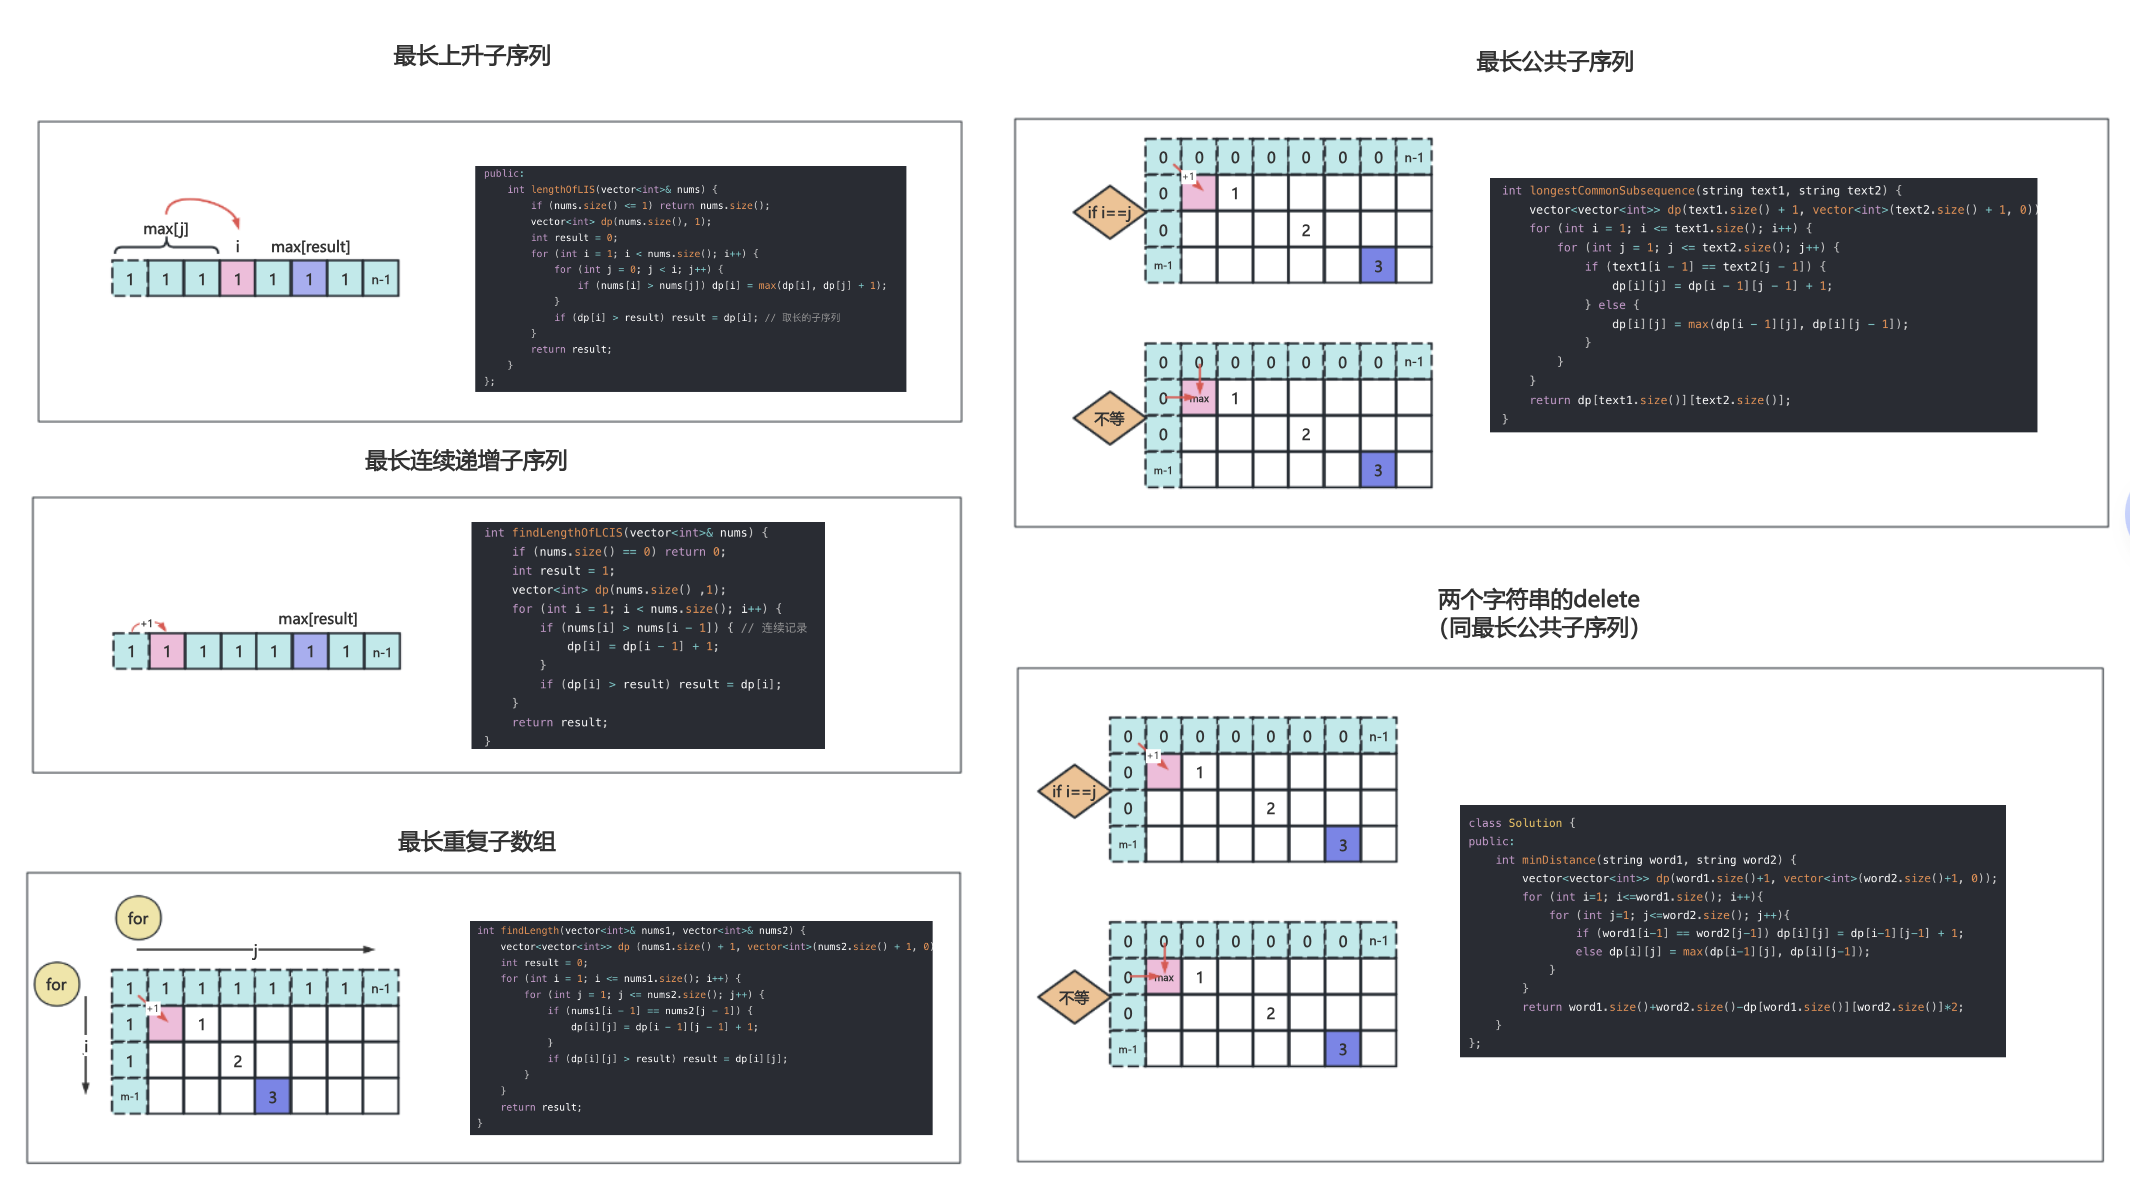 最长上升子序列
max[j]
i
max[result]
1 1 1 1 1 1 1 n-1
public:
int lengthOfLIS(vector<int>& nums) {
if (nums.size() <= 1) return nums.size();
vector<int> dp(nums.size(), 1);
int result = 0;
for (int i = 1; i < nums.size(); i++) {
for (int j = 0; j < i; j++) {
if (nums[i] > nums[j]) dp[i] = max(dp[i], dp[j] + 1);
}
if (dp[i] > result) result = dp[i]; // 取长的子序列
}
return result;
}
};
最长连续递增子序列
+1
max[result]
1 1 1 1 1 1 1 n-1
int findLengthOfLCIS(vector<int>& nums) {
if (nums.size() == 0) return 0;
int result = 1;
vector<int> dp(nums.size() ,1);
for (int i = 1; i < nums.size(); i++) {
if (nums[i] > nums[i - 1]) { // 连续记录
dp[i] = dp[i - 1] + 1;
}
if (dp[i] > result) result = dp[i];
}
return result;
}
最长重复子数组
for
j
for
i
1 1 1 1 1 1 1 n-1
+1
1 1
1 2
m-1 3
int findLength(vector<int>& nums1, vector<int>& nums2) {
vector<vector<int>> dp (nums1.size() + 1, vector<int>(nums2.size() + 1, 0)
int result = 0;
for (int i = 1; i <= nums1.size(); i++) {
for (int j = 1; j <= nums2.size(); j++) {
if (nums1[i - 1] == nums2[j - 1]) {
dp[i][j] = dp[i - 1][j - 1] + 1;
}
if (dp[i][j] > result) result = dp[i][j];
}
}
return result;
}
最长公共子序列
if i==j
0 0 0 0 0 0 0 n-1
+1
0 1
0 2
m-1 3
不等
0 0 0 0 0 0 0 n-1
0 max 1
0 2
m-1 3
int longestCommonSubsequence(string text1, string text2) {
vector<vector<int>> dp(text1.size() + 1, vector<int>(text2.size() + 1, 0))
for (int i = 1; i <= text1.size(); i++) {
for (int j = 1; j <= text2.size(); j++) {
if (text1[i - 1] == text2[j - 1]) {
dp[i][j] = dp[i - 1][j - 1] + 1;
} else {
dp[i][j] = max(dp[i - 1][j], dp[i][j - 1]);
}
}
}
return dp[text1.size()][text2.size()];
}
两个字符串的delete
（同最长公共子序列）
if i==j
0 0 0 0 0 0 0 n-1
+1
0 1
0 2
m-1 3
不等
0 0 0 0 0 0 0 n-1
0 max 1
0 2
m-1 3
class Solution {
public:
int minDistance(string word1, string word2) {
vector<vector<int>> dp(word1.size()+1, vector<int>(word2.size()+1, 0));
for (int i=1; i<=word1.size(); i++){
for (int j=1; j<=word2.size(); j++){
if (word1[i-1] == word2[j-1]) dp[i][j] = dp[i-1][j-1] + 1;
else dp[i][j] = max(dp[i-1][j], dp[i][j-1]);
}
}
return word1.size()+word2.size()-dp[word1.size()][word2.size()]*2;
}
};